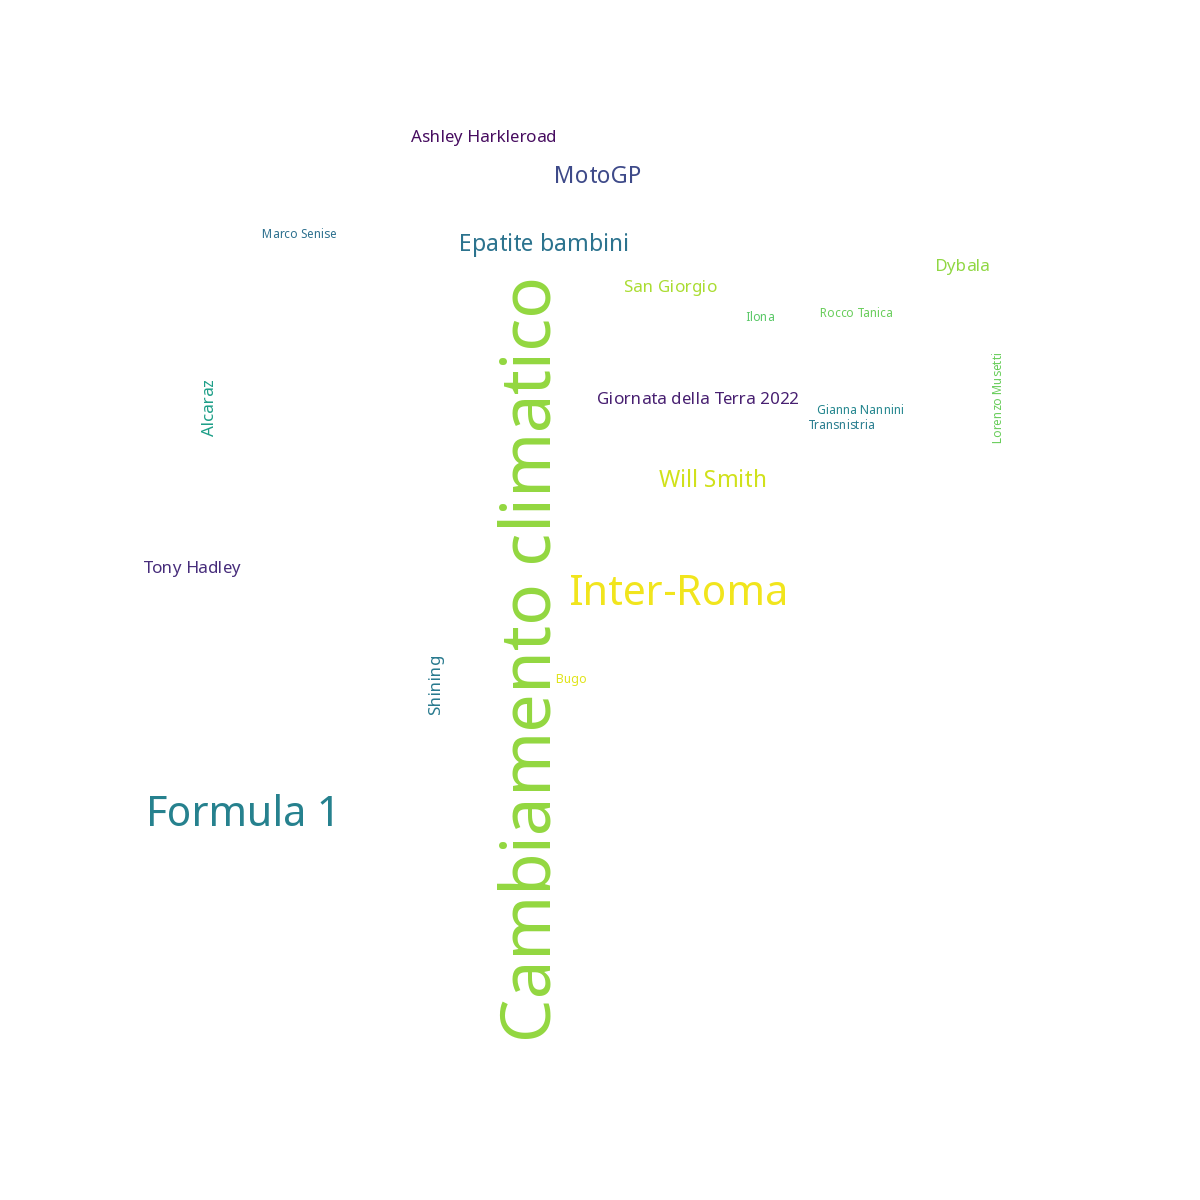 Ashley Harkleroad
MotoGP
Marco Senise
Epatite bambini
Dybala
San Giorgio
Ilona
Rocco Tanica
Cambiamento climatico
Alcaraz
Lorenzo Musetti
Giornata della Terra 2022
Gianna Nannini
Transnistria
Will Smith
Tony Hadley
Inter-Roma
Shining
Bugo
Formula 1